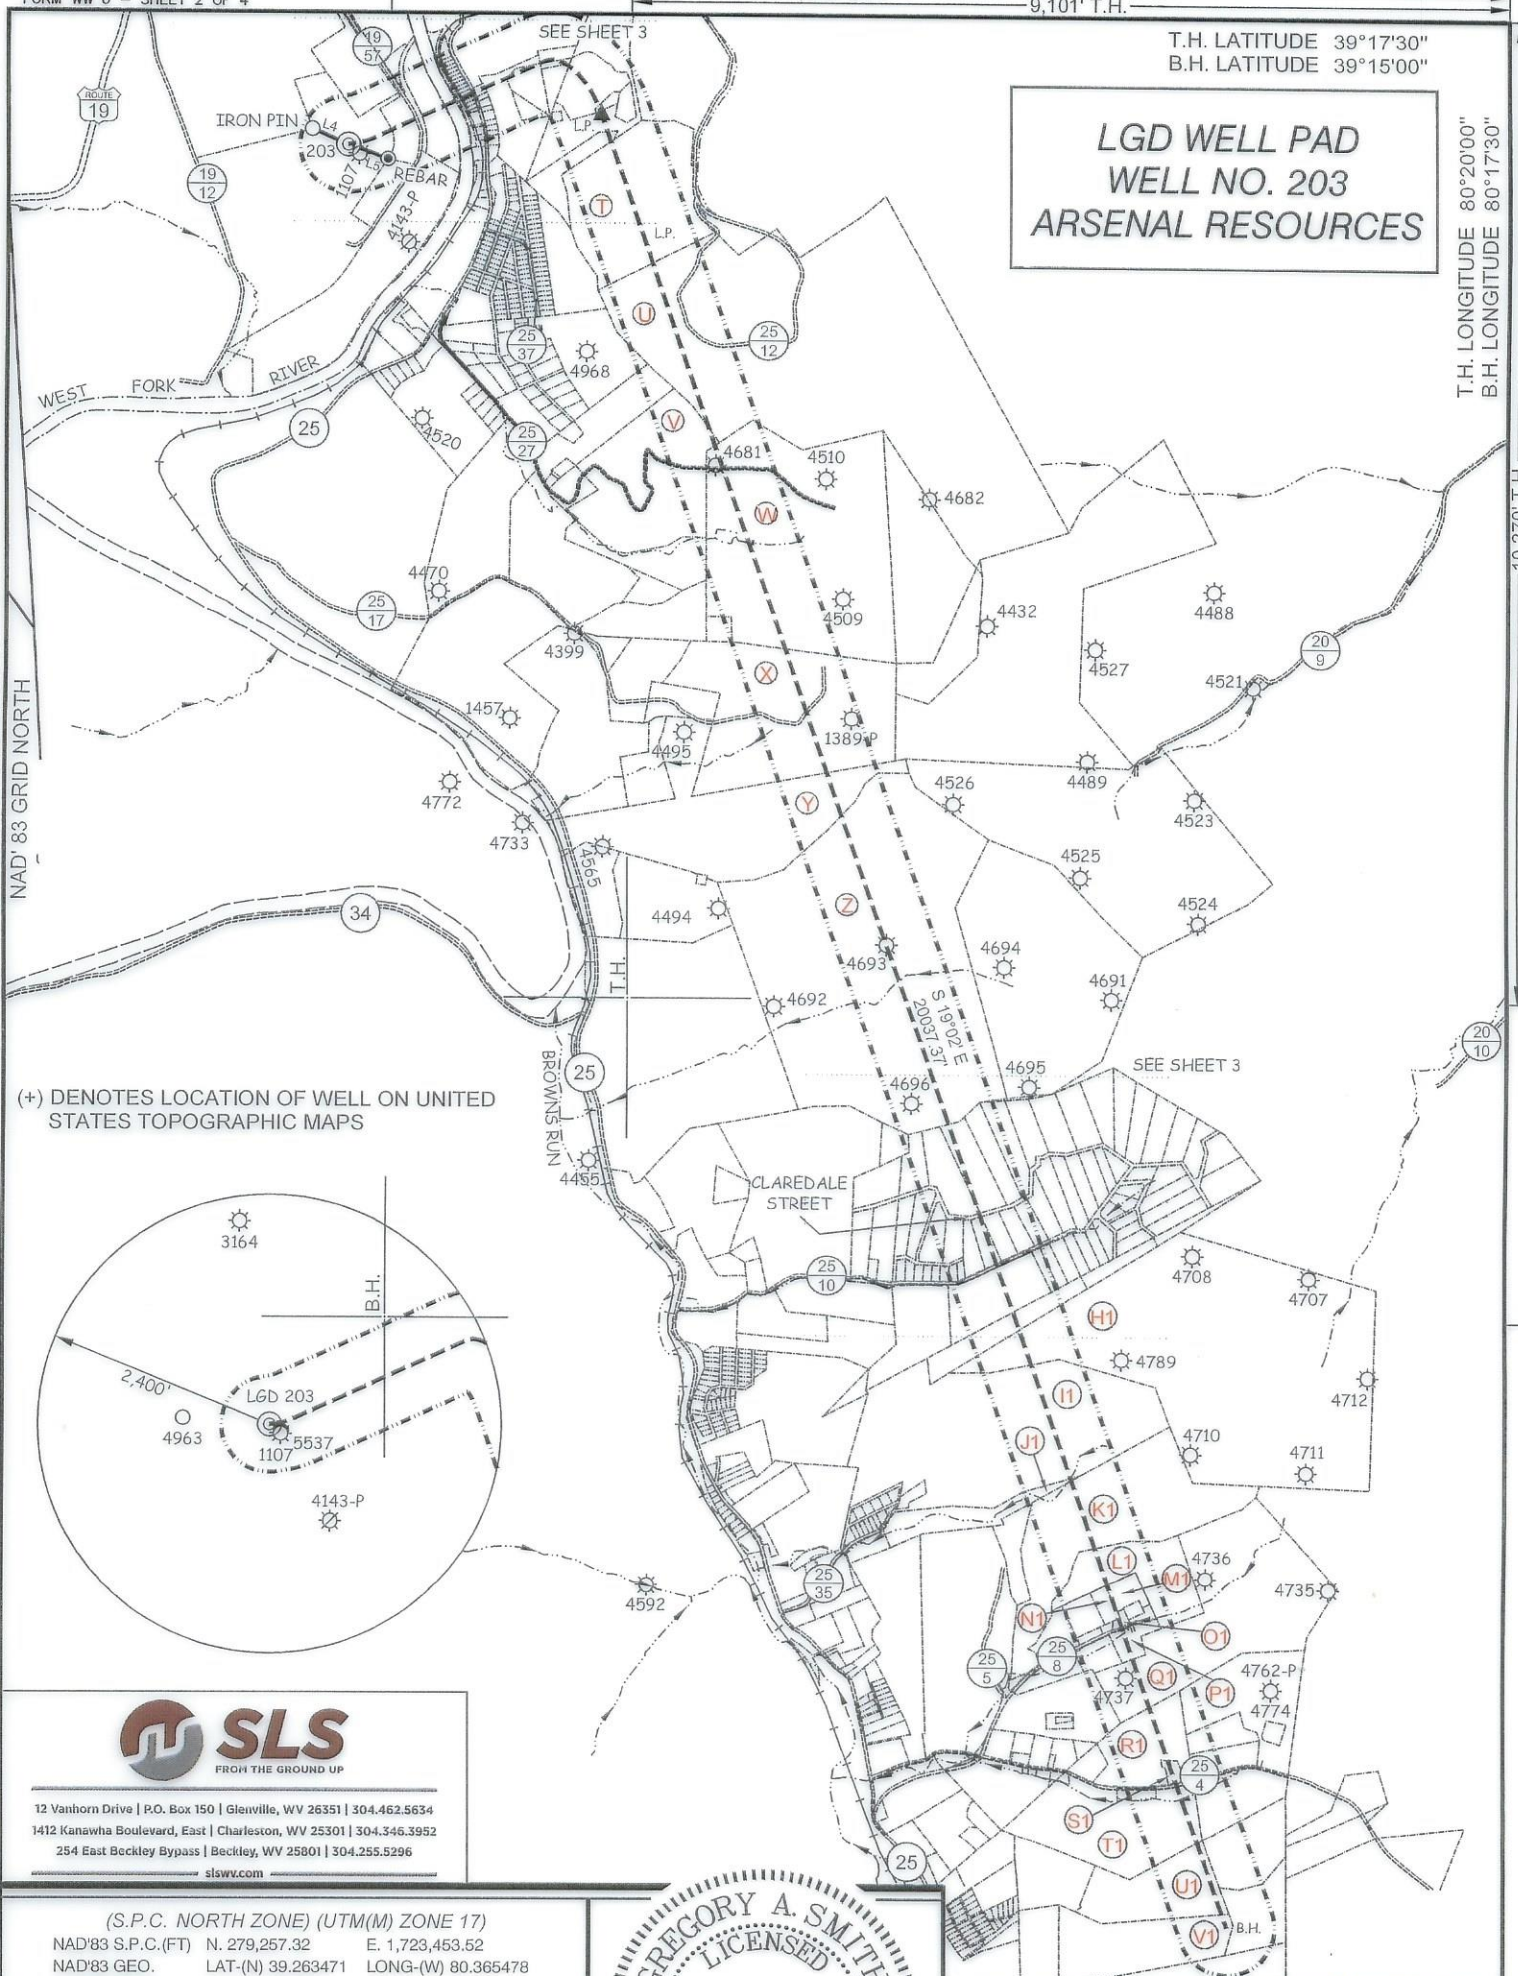 FORM WW-6 - SHEET 2 OF 4
9,101' T.H.
T.H. LATITUDE 39°17'30"
B.H. LATITUDE 39°15'00"
LGD WELL PAD
WELL NO. 203
ARSENAL RESOURCES
T.H. LONGITUDE 80°20'00"
B.H. LONGITUDE 80°17'30"
NAD' 83 GRID NORTH
SEE SHEET 3
ROUTE
19
19
57
19
12
IRON PIN
L4
203
L5
1107
REBAR
4143-P
L.P.
T
L.P.
U
25
37
25
12
4968
WEST FORK RIVER
25
4520
25
27
V
4681
4510
4682
W
4470
25
17
4509
4432
4488
4527
20
9
4399
4521
X
1457
4495
1389-P
4772
4526
4489
4523
Y
4733
4565
4525
34
4494
Z
4524
4693
4694
4691
T.H.
4692
S 19°02' E
20037.37'
20
10
25
BROWNS RUN
4695
SEE SHEET 3
4696
(+) DENOTES LOCATION OF WELL ON UNITED
STATES TOPOGRAPHIC MAPS
4455
CLAREDALE
STREET
3164
B.H.
25
10
4708
4707
H1
2,400'
LGD 203
4963
5537
1107
4143-P
4789
4712
I1
J1
4710
4711
K1
L1
M1
4736
4735
4592
25
35
N1
O1
25
5
25
8
4737
Q1
P1
4762-P
4774
R1
25
4
S1
T1
25
U1
V1
B.H.
SLS
FROM THE GROUND UP
12 Vanhorn Drive | P.O. Box 150 | Glenville, WV 26351 | 304.462.5634
1412 Kanawha Boulevard, East | Charleston, WV 25301 | 304.346.3952
254 East Beckley Bypass | Beckley, WV 25801 | 304.255.5296
slswv.com
(S.P.C. NORTH ZONE) (UTM(M) ZONE 17)
NAD'83 S.P.C.(FT) N. 279,257.32 E. 1,723,453.52
NAD'83 GEO. LAT-(N) 39.263471 LONG-(W) 80.365478
GREGORY A. SMITH
LICENSED